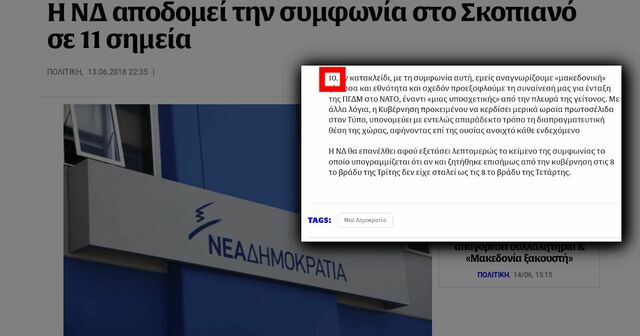 Η ΝΔ αποδομεί την συμφωνία στο Σκοπιανό
σε 11 σημεία
ΠΟΛΙΤΙΚΗ, 13.06.2018 22:35
10,
ν κατακλείδι, με τη συμφωνία αυτή, εμείς αναγνωρίζουμε «μακεδονική»
σσα και εθνότητα και σχεδόν προεξοφλούμε τη συναίνεσή μας για ένταξη
της ΠΓΔΜ στο ΝΑΤΟ, έναντι «μιας υποσχετικής» από την πλευρά της γείτονος. Με
άλλα λόγια, η Κυβέρνηση προκειμένου να κερδίσει μερικά ωραία πρωτοσέλιδα
στον Τύπο, υπονομεύει με εντελώς απαράδεκτο τρόπο τη διαπραγματευτική
θέση της χώρας, αφήνοντας επί της ουσίας ανοιχτό κάθε ενδεχόμενο
Η ΝΔ θα επανέλθει αφού εξετάσει λεπτομερώς το κείμενο της συμφωνίας το
οποίο υπογραμμίζεται ότι αν και ζητήθηκε επισήμως από την κυβέρνηση στις 8
το βράδυ της Τρίτης δεν είχε σταλεί ως τις 8 το βράδυ της Τετάρτης.
TAGS: Νέα Δημοκρατία
ΝΕΑΔΗΜΟΚΡΑΤΙΑ
απαγορεύει συλλαλητήρια &
«Μακεδονία ξακουστή»
ΠΟΛΙΤΙΚΗ, 14/06, 15:15